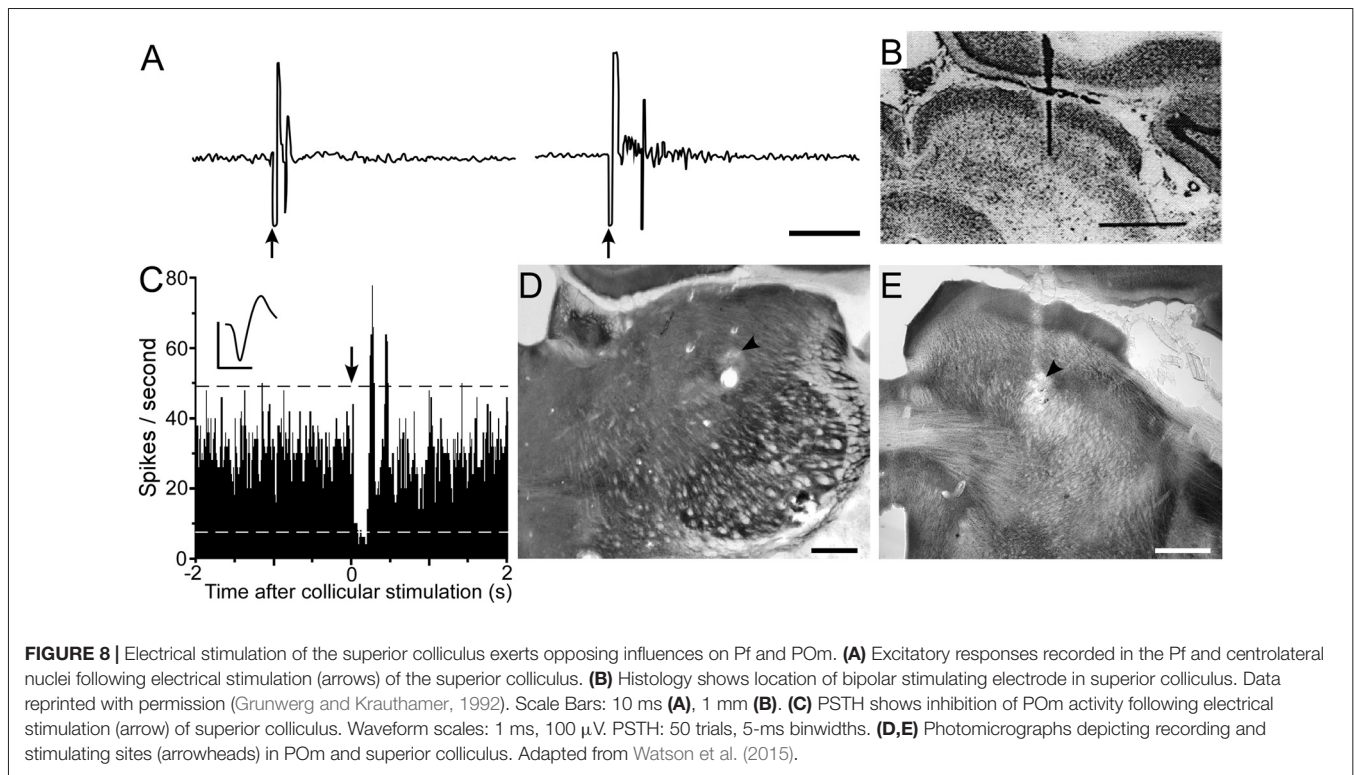 A
B
C
80
60
40
20
0
Spikes / second
-2
0
2
Time after collicular stimulation (s)
D
E
FIGURE 8 | Electrical stimulation of the superior colliculus exerts opposing influences on Pf and POm. (A) Excitatory responses recorded in the Pf and centrolateral
nuclei following electrical stimulation (arrows) of the superior colliculus. (B) Histology shows location of bipolar stimulating electrode in superior colliculus. Data
reprinted with permission (Grunwerg and Krauthamer, 1992). Scale Bars: 10 ms (A), 1 mm (B). (C) PSTH shows inhibition of POm activity following electrical
stimulation (arrow) of superior colliculus. Waveform scales: 1 ms, 100 μV. PSTH: 50 trials, 5-ms binwidths. (D,E) Photomicrographs depicting recording and
stimulating sites (arrowheads) in POm and superior colliculus. Adapted from Watson et al. (2015).